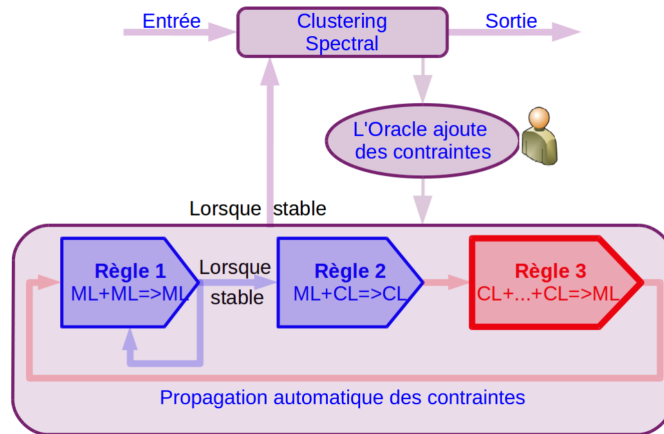 Entrée
Clustering
Spectral
Sortie
L'Oracle ajoute
des contraintes
Lorsque stable
Règle 1
ML+ML=>ML
Lorsque
stable
Règle 2
ML+CL=>CL
Règle 3
CL+...+CL=>ML
Propagation automatique des contraintes